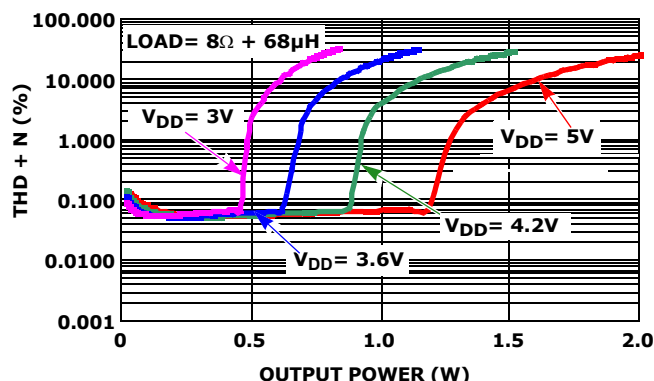 100.000
LOAD= 8Ω + 68µH
10.000
VDD= 3V
1.000
VDD= 5V
THD + N (%)
0.100
VDD= 4.2V
VDD= 3.6V
0.0100
0.001
0
0.5
1.0
1.5
2.0
OUTPUT POWER (W)